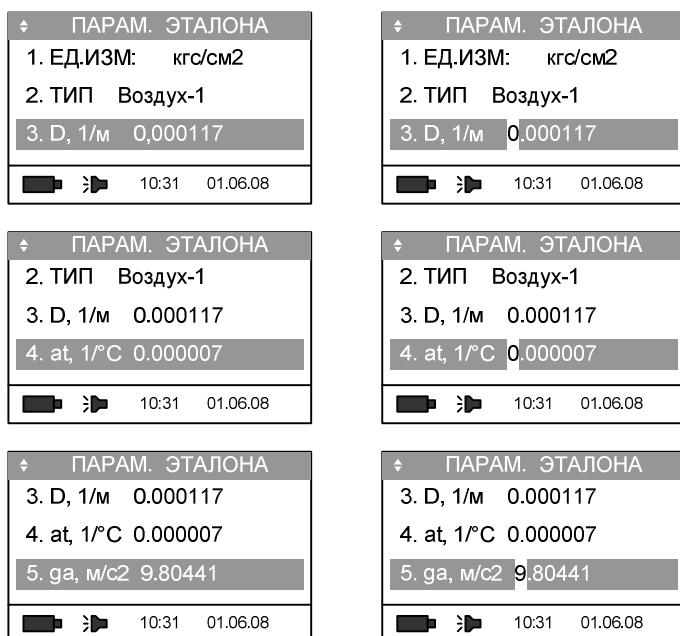 ПАРАМ. ЭТАЛОНА
1. ЕД.ИЗМ: кгс/см2
2. ТИП Воздух-1
3. D, 1/м 0,000117
10:31 01.06.08
ПАРАМ. ЭТАЛОНА
1. ЕД.ИЗМ: кгс/см2
2. ТИП Воздух-1
3. D, 1/м 0.000117
10:31 01.06.08
ПАРАМ. ЭТАЛОНА
2. ТИП Воздух-1
3. D, 1/м 0.000117
4. at, 1/°C 0.000007
10:31 01.06.08
ПАРАМ. ЭТАЛОНА
2. ТИП Воздух-1
3. D, 1/м 0.000117
4. at, 1/°C 0.000007
10:31 01.06.08
ПАРАМ. ЭТАЛОНА
3. D, 1/м 0.000117
4. at, 1/°C 0.000007
5. ga, м/с2 9.80441
10:31 01.06.08
ПАРАМ. ЭТАЛОНА
3. D, 1/м 0.000117
4. at, 1/°C 0.000007
5. ga, м/с2 9.80441
10:31 01.06.08